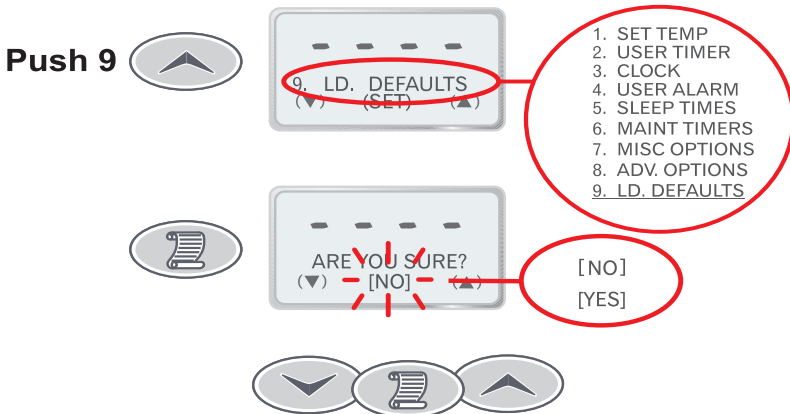 Push 9
- - - -
9. LD. DEFAULTS
(▼) (SET) (▲)
1. SET TEMP
2. USER TIMER
3. CLOCK
4. USER ALARM
5. SLEEP TIMES
6. MAINT TIMERS
7. MISC OPTIONS
8. ADV. OPTIONS
9. LD. DEFAULTS
- - - -
ARE YOU SURE?
(▼) [NO] (▲)
[NO]
[YES]